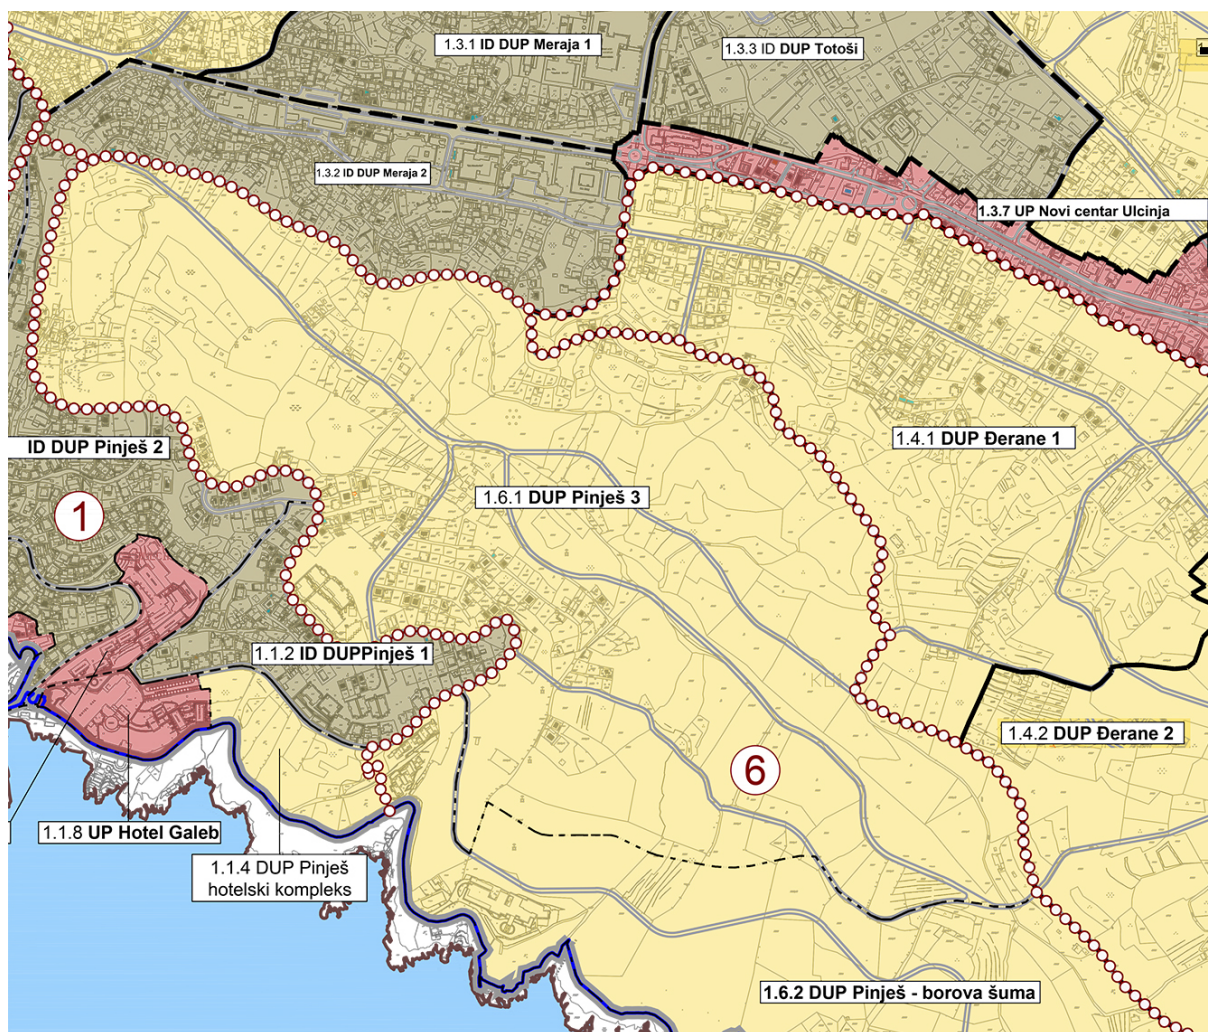 1.3.1 ID DUP Meraja 1
1.3.3 ID DUP Totoši
1.3.2 ID DUP Meraja 2
1.3.7 UP Novi centar Ulcinja
ID DUP Pinješ 2
1.4.1 DUP Đerane 1
1.6.1 DUP Pinješ 3
1
1.1.2 ID DUPPinješ 1
1.4.2 DUP Đerane 2
6
1.1.8 UP Hotel Galeb
1.1.4 DUP Pinješ
hotelski kompleks
1.6.2 DUP Pinješ - borova šuma